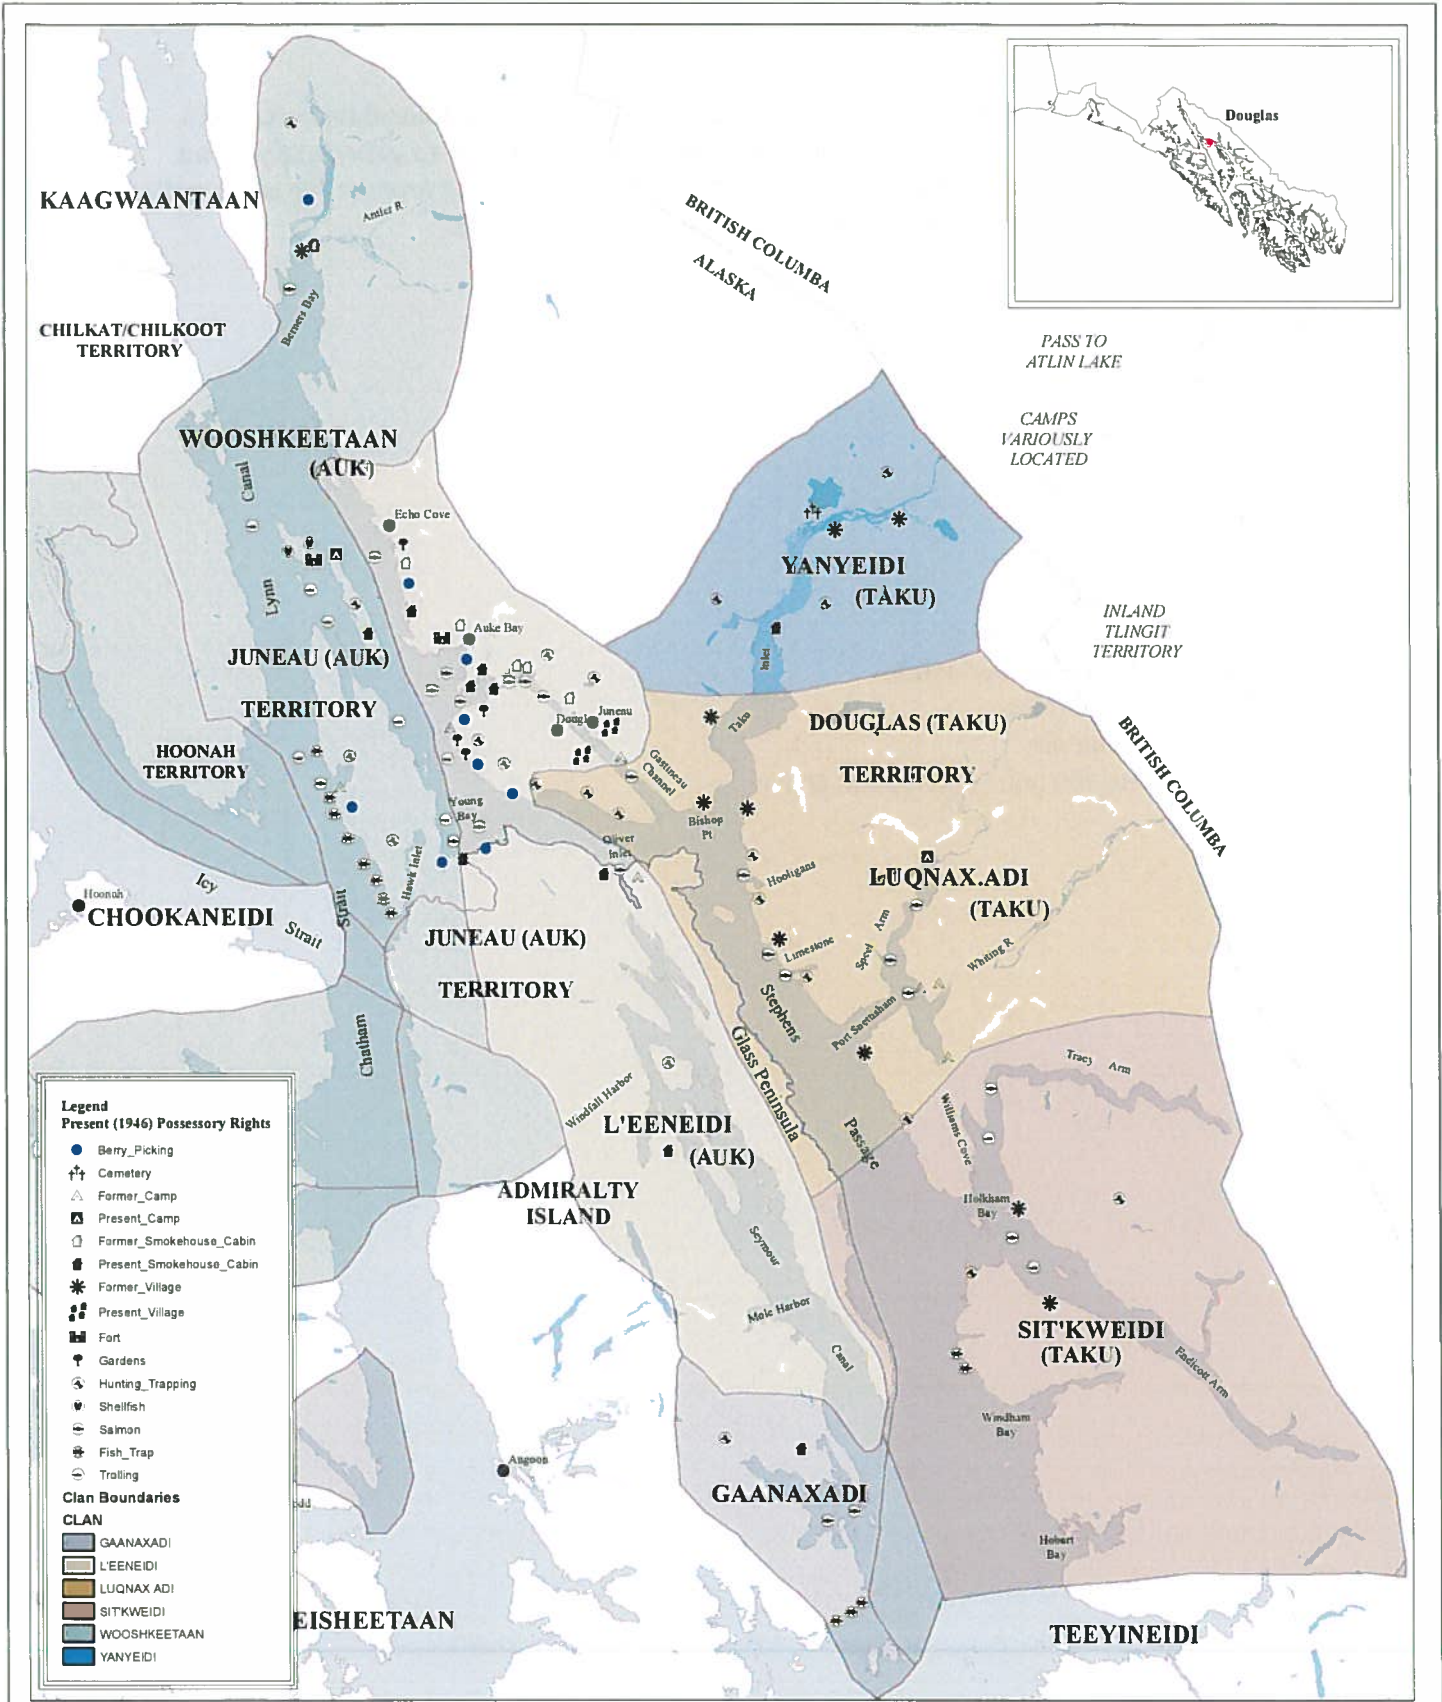 Douglas
KAAGWAANTAAN
Antler R
BRITISH COLUMBA
ALASKA
Berners Bay
CHILKAT/CHILKOOT
TERRITORY
PASS TO
ATLIN LAKE
CAMPS
VARIOUSLY
LOCATED
WOOSHKEETAAN
(AUK)
Canal
Echo Cove
YANYEIDI
(TAKU)
Lynn
INLAND
TLINGIT
TERRITORY
Auke Bay
JUNEAU (AUK)
TERRITORY
Inlet
Juneau
Taku
DOUGLAS (TAKU)
TERRITORY
BRITISH COLUMBA
HOONAH
TERRITORY
Gastineau
Channel
Young
Bay
Bishop
Pt
Oliver
Inlet
Hawk Inlet
Hooligans
LUQNAX.ADI
(TAKU)
Hoonah
Icy
Strait
Strait
CHOOKANEIDI
JUNEAU (AUK)
TERRITORY
Limestone
Speel Arm
Whiting R
Stephens
Port Snettisham
Chatham
Glass Peninsula
Tracy Arm
Windfall Harbor
L'EENEIDI
(AUK)
Passage
Williams Cove
ADMIRALTY
ISLAND
Holkham
Bay
Seymour
Mole Harbor
Canal
SIT'KWEIDI
(TAKU)
Endicott Arm
Windham
Bay
Angoon
GAANAXADI
Hobart
Bay
EISHEETAAN
TEEYINEIDI
Legend
Present (1946) Possessory Rights
Berry_Picking
Cemetery
Former_Camp
Present_Camp
Former_Smokehouse_Cabin
Present_Smokehouse_Cabin
Former_Village
Present_Village
Fort
Gardens
Hunting_Trapping
Shellfish
Salmon
Fish_Trap
Trolling
Clan Boundaries
CLAN
GAANAXADI
L'EENEIDI
LUQNAX ADI
SIT'KWEIDI
WOOSHKEETAAN
YANYEIDI